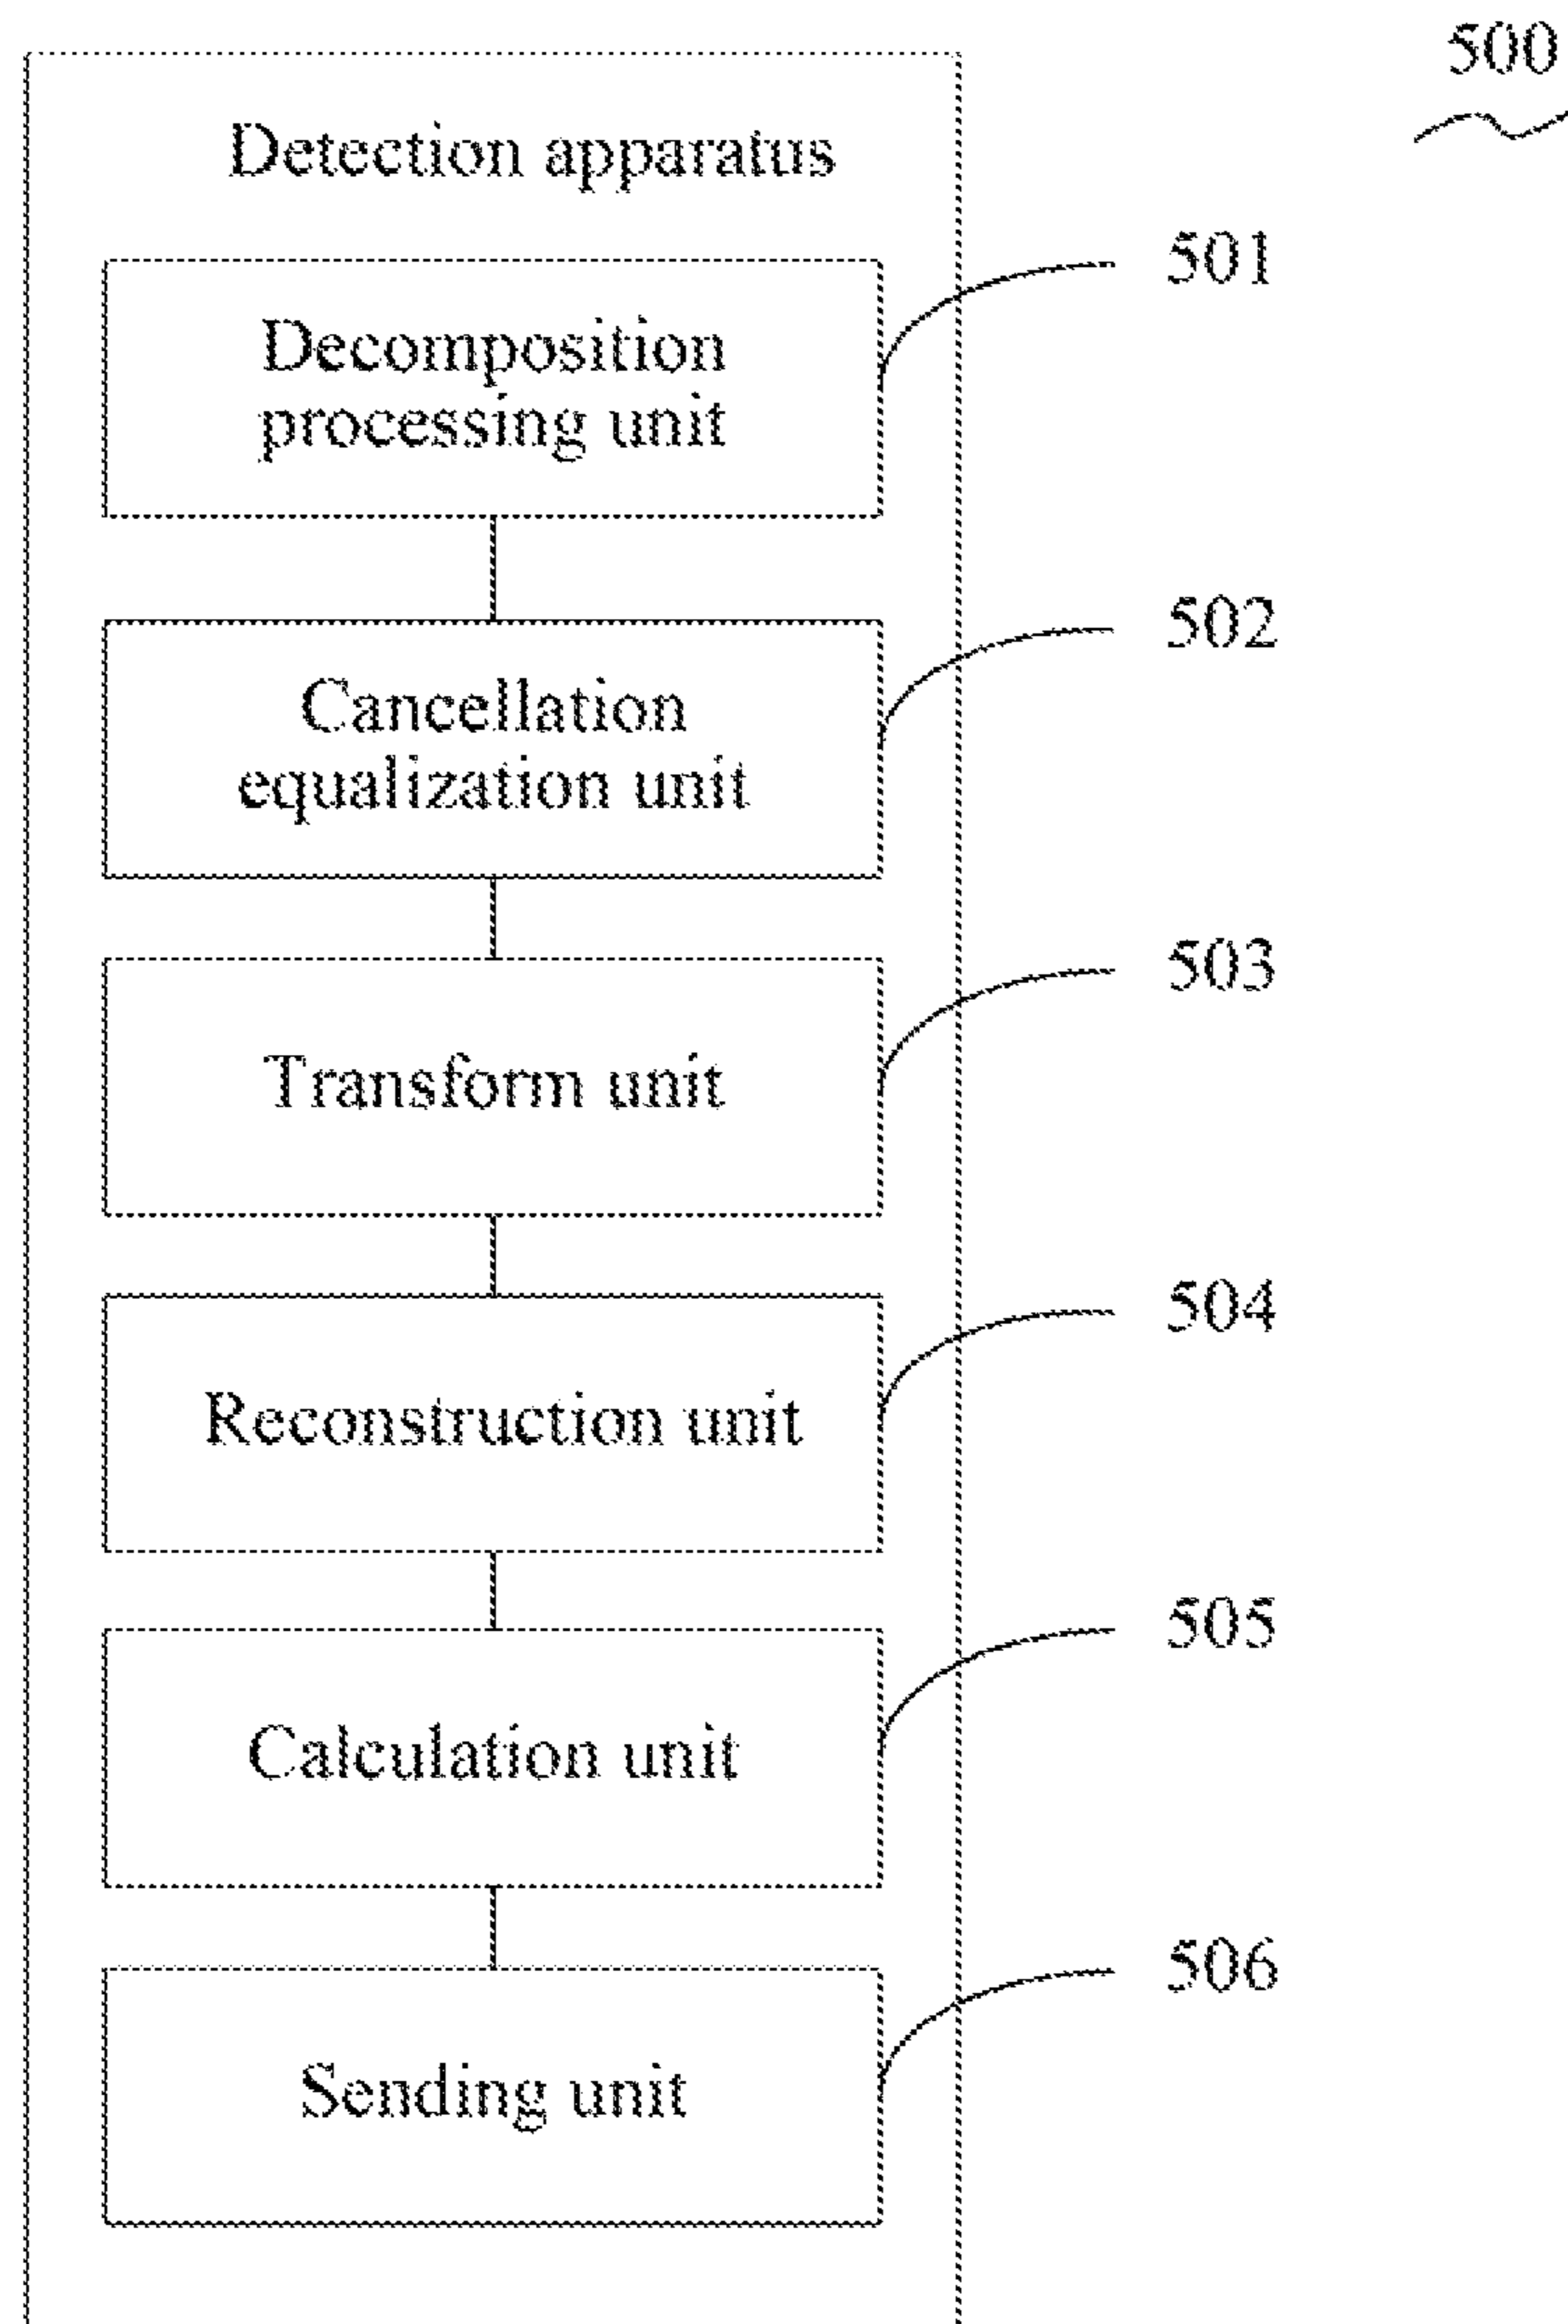 500
Detection apparatus
501
Decomposition
processing unit
502
Cancellation
equalization unit
503
Transform unit
504
Reconstruction unit
505
Calculation unit
506
Sending unit